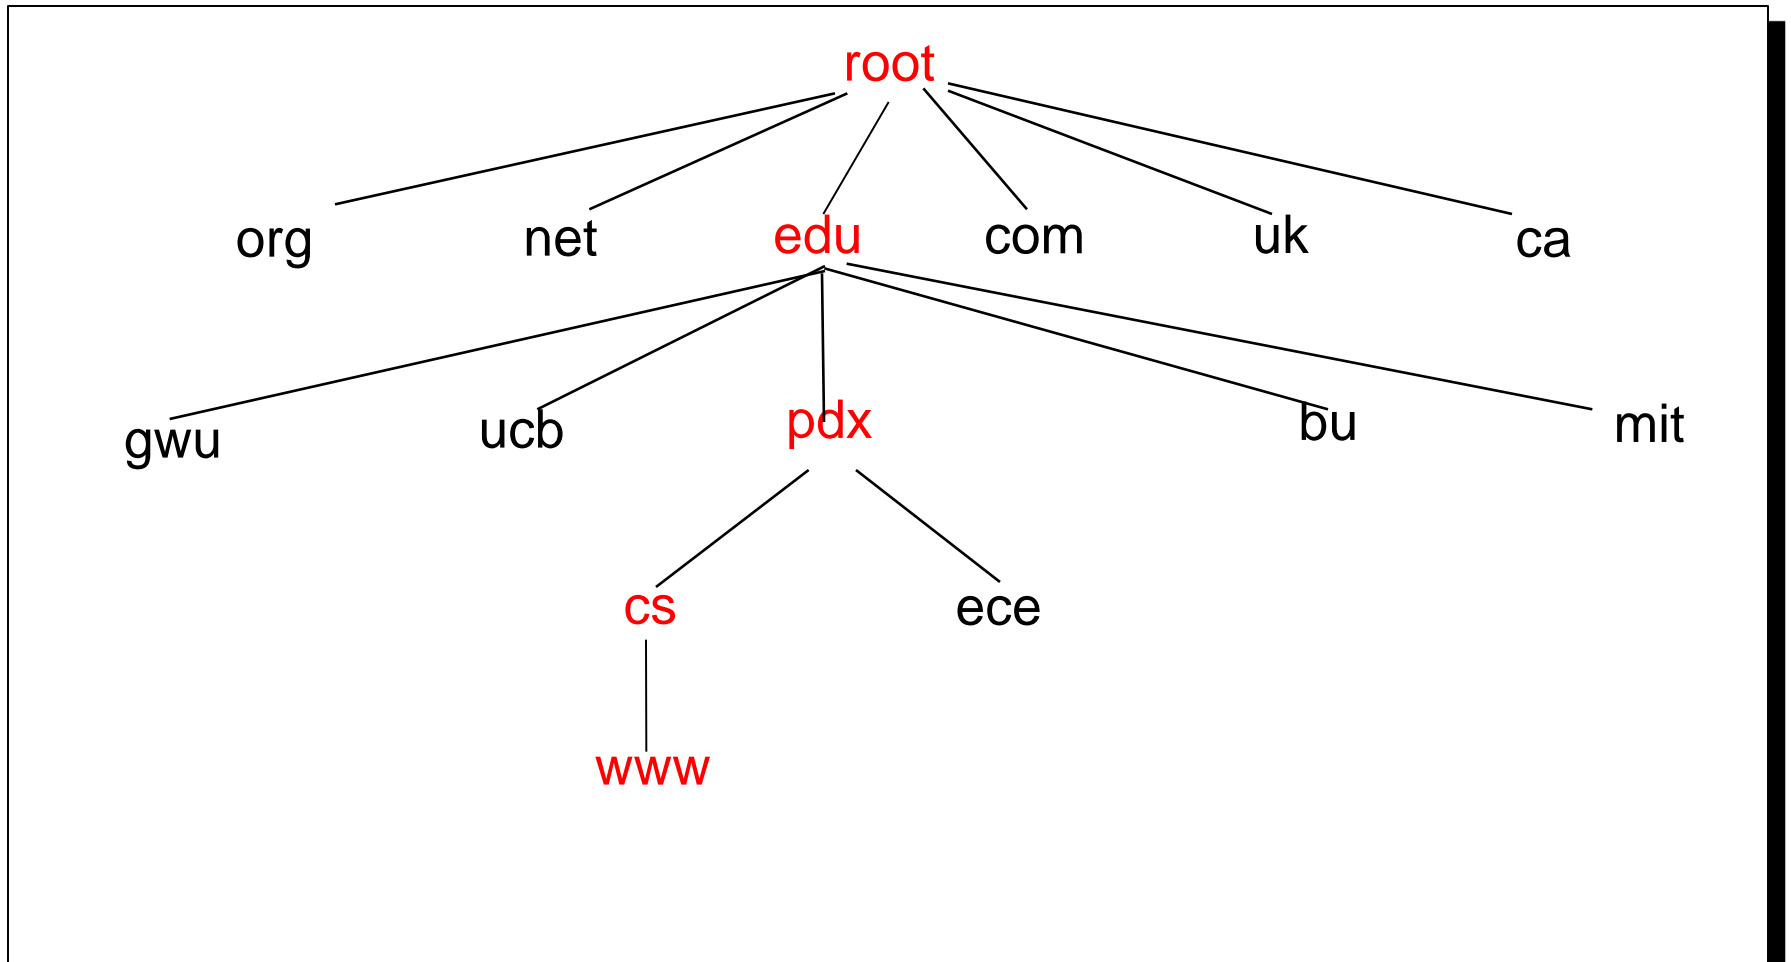 root
org net edu com uk ca
gwu ucb pdx bu mit
cs ece
www